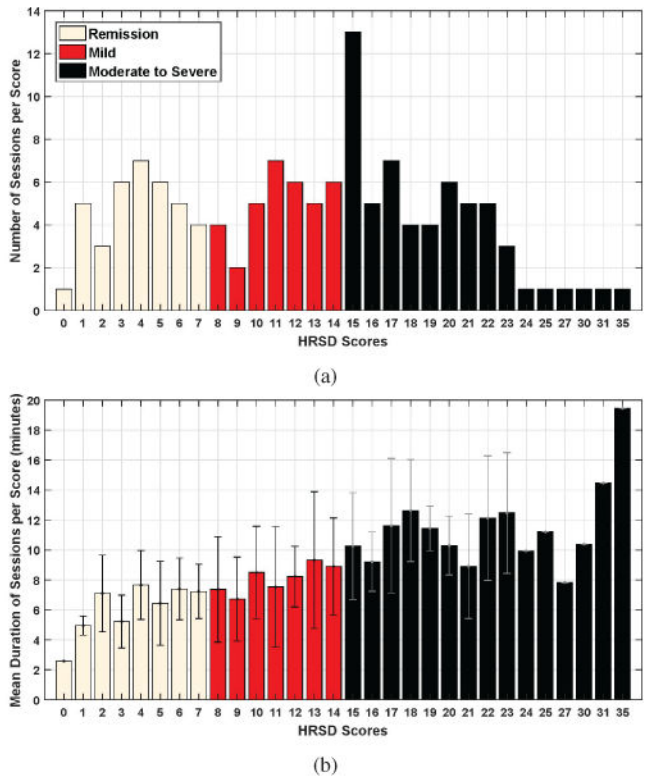 14
12
10
8
6
4
2
0
Number of Sessions per Score
Remission
Mild
Moderate to Severe
0 1 2 3 4 5 6 7 8 9 10 11 12 13 14 15 16 17 18 19 20 21 22 23 24 25 27 30 31 35
HRSD Scores
(a)
20
18
16
14
12
10
8
6
4
2
0
Mean Duration of Sessions per Score (minutes)
0 1 2 3 4 5 6 7 8 9 10 11 12 13 14 15 16 17 18 19 20 21 22 23 24 25 27 30 31 35
HRSD Scores
(b)